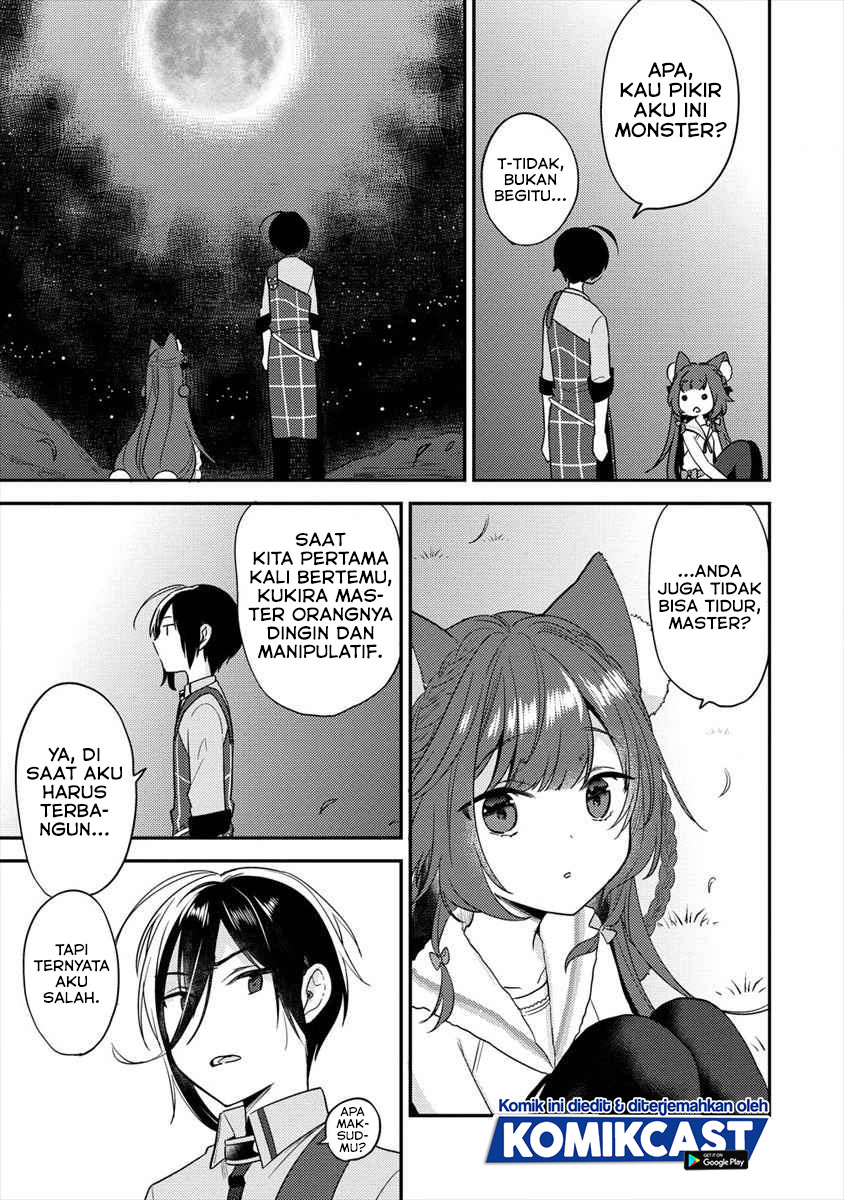 APA,
KAU PIKIR
AKU INI
MONSTER?
T-TIDAK,
BUKAN
BEGITU...
...ANDA
JUGA TIDAK
BISA TIDUR,
MASTER?
SAAT
KITA PERTAMA
KALI BERTEMU,
KUKIRA MAS-
TER ORANGNYA
DINGIN DAN
MANIPULATIF.
YA, DI
SAAT AKU
HARUS
TERBA-
NGUN...
TAPI
TERNYATA
AKU
SALAH.
APA
MAK-
SUD-
MU?
Komik ini diedit & diterjemahkan oleh
KOMIKCAST
GET IT ON
Google Play